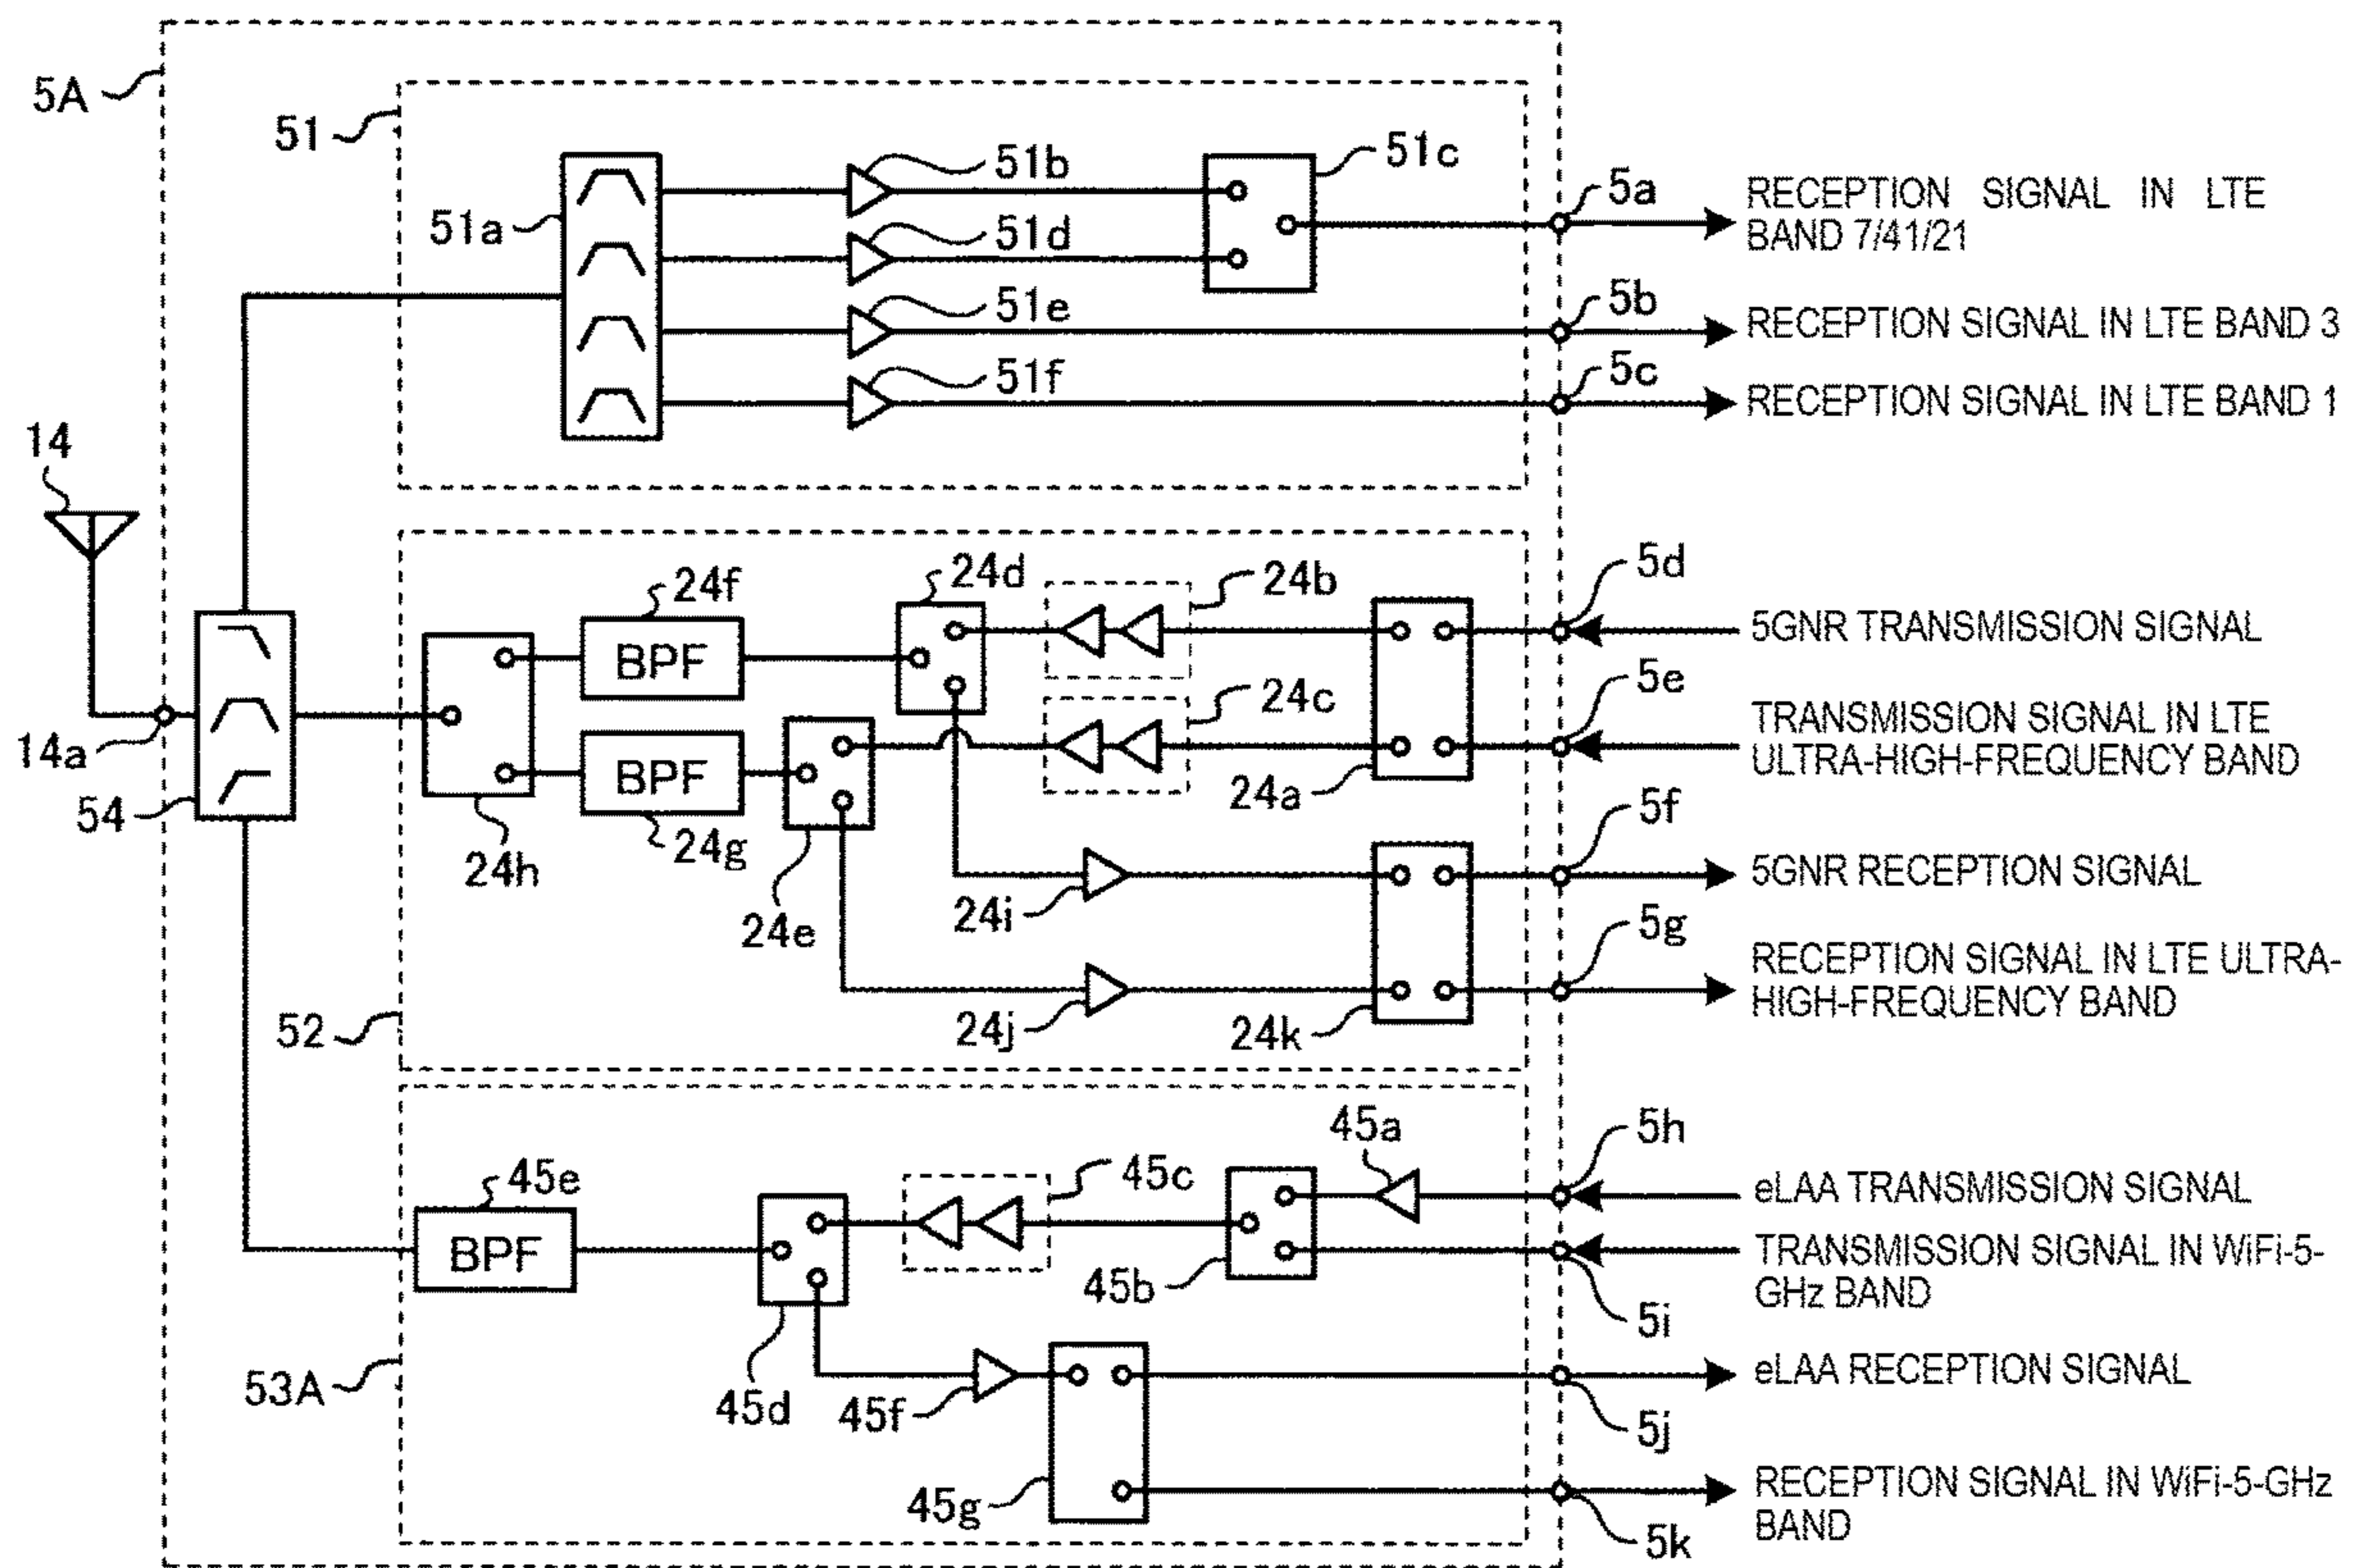 5A
51
51a
51b
51c
51d
51e
51f
5a
RECEPTION SIGNAL IN LTE
BAND 7/41/21
5b
RECEPTION SIGNAL IN LTE BAND 3
5c
RECEPTION SIGNAL IN LTE BAND 1
14
14a
54
24f
BPF
24d
24b
5d
5GNR TRANSMISSION SIGNAL
5e
24c
TRANSMISSION SIGNAL IN LTE
ULTRA-HIGH-FREQUENCY BAND
BPF
24a
24h
24g
24e
5f
5GNR RECEPTION SIGNAL
24i
5g
RECEPTION SIGNAL IN LTE ULTRA-
HIGH-FREQUENCY BAND
24j
24k
52
45a
5h
eLAA TRANSMISSION SIGNAL
45e
BPF
45c
45b
TRANSMISSION SIGNAL IN WiFi-5-
GHz BAND
5i
53A
45d
45f
eLAA RECEPTION SIGNAL
5j
45g
RECEPTION SIGNAL IN WiFi-5-GHz
BAND
5k